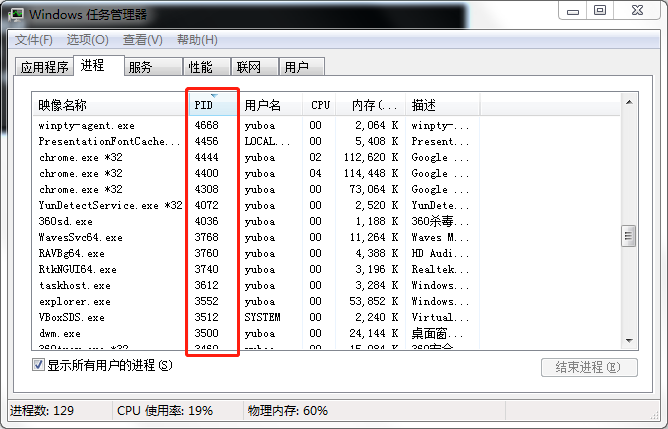 Windows 任务管理器
文件(F) 选项(O) 查看(V) 帮助(H)
应用程序 进程 服务 性能 联网 用户
映像名称 PID 用户名 CPU 内存(... 描述
winpty-agent.exe 4668 yuboa 00 2,064 K winpty-...
PresentationFontCache... 4456 LOCAL... 00 5,408 K Present...
chrome.exe *32 4444 yuboa 02 112,620 K Google ...
chrome.exe *32 4400 yuboa 04 114,448 K Google ...
chrome.exe *32 4308 yuboa 00 73,064 K Google ...
YunDetectService.exe *32 4072 yuboa 00 2,520 K YunDete...
360sd.exe 4036 yuboa 00 1,188 K 360杀毒...
WavesSvc64.exe 3768 yuboa 00 11,264 K Waves M...
RAVBg64.exe 3760 yuboa 00 4,388 K HD Audi...
RtkNGUI64.exe 3740 yuboa 00 3,196 K Realtek...
taskhost.exe 3612 yuboa 00 3,284 K Windows...
explorer.exe 3552 yuboa 00 53,852 K Windows...
VBoxSDS.exe 3512 SYSTEM 00 2,240 K Virtual...
dwm.exe 3500 yuboa 00 24,144 K 桌面窗...
3460 yuboa 00 15,084 K 360安全...
显示所有用户的进程(S) 结束进程(E)
进程数: 129 CPU 使用率: 19% 物理内存: 60%